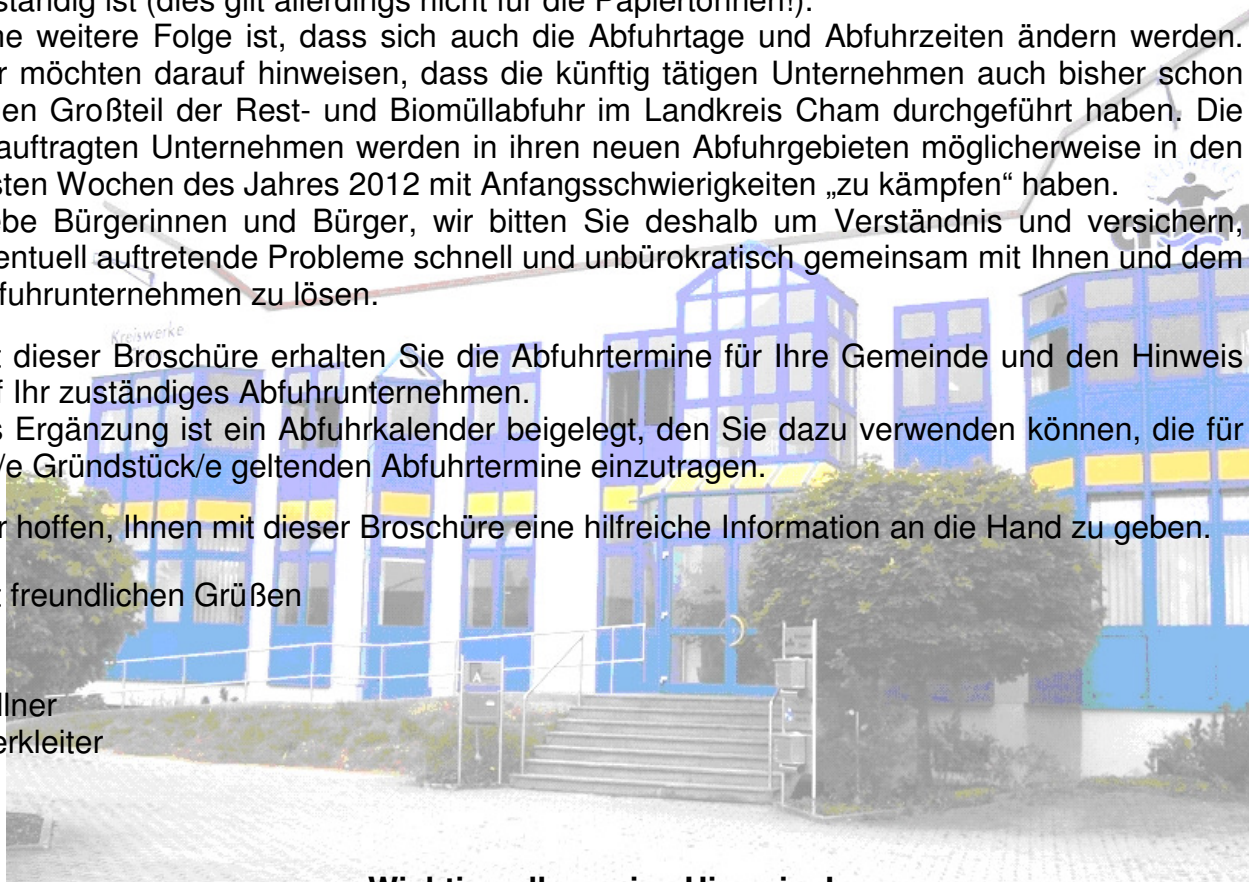 ständig ist (dies gilt allerdings nicht für die Papiertonnen!).
ne weitere Folge ist, dass sich auch die Abfuhrtage und Abfuhrzeiten ändern werden.
r möchten darauf hinweisen, dass die künftig tätigen Unternehmen auch bisher schon
en Großteil der Rest- und Biomüllabfuhr im Landkreis Cham durchgeführt haben. Die
auftragten Unternehmen werden in ihren neuen Abfuhrgebieten möglicherweise in den
sten Wochen des Jahres 2012 mit Anfangsschwierigkeiten „zu kämpfen“ haben.
ebe Bürgerinnen und Bürger, wir bitten Sie deshalb um Verständnis und versichern,
entuell auftretende Probleme schnell und unbürokratisch gemeinsam mit Ihnen und dem
fuhrunternehmen zu lösen.
Kreiswerke
t dieser Broschüre erhalten Sie die Abfuhrtermine für Ihre Gemeinde und den Hinweis
f Ihr zuständiges Abfuhrunternehmen.
s Ergänzung ist ein Abfuhrkalender beigelegt, den Sie dazu verwenden können, die für
/e Gründstück/e geltenden Abfuhrtermine einzutragen.
r hoffen, Ihnen mit dieser Broschüre eine hilfreiche Information an die Hand zu geben.
t freundlichen Grüßen
llner
erkleiter